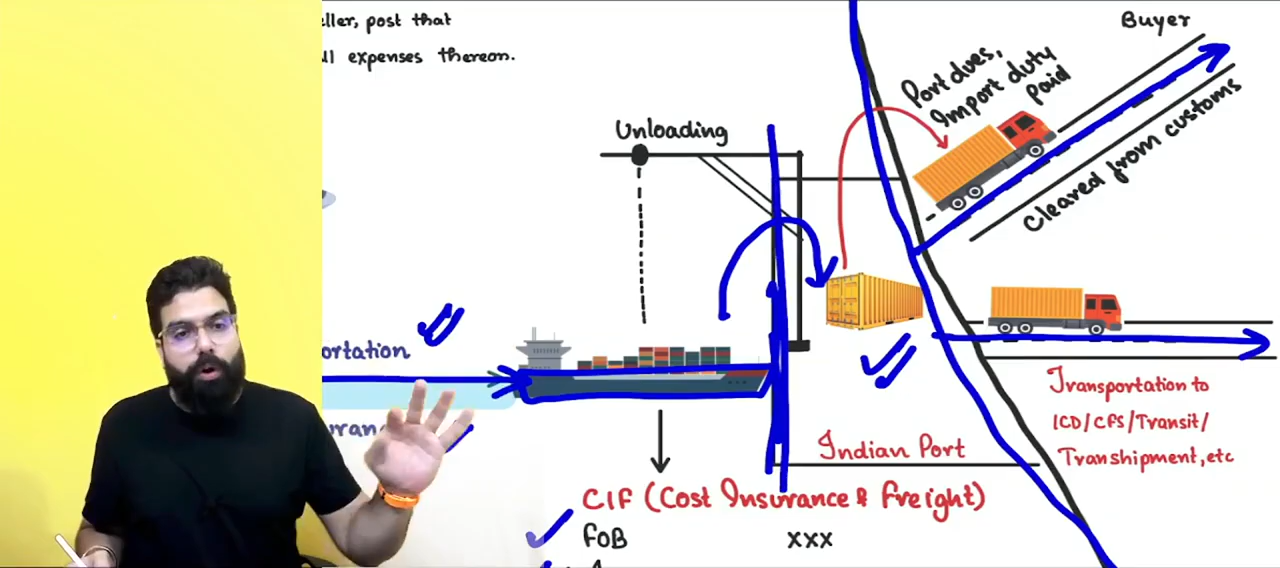 eller, post that
ll expenses thereon.
Buyer
Port dues,
Import duty
paid
Unloading
Cleared from customs
ortation
uran
Transportation to
ICD/CFS/Transit/
Transhipment,etc
Indian Port
CIF (Cost Insurance & Freight)
FOB xxx